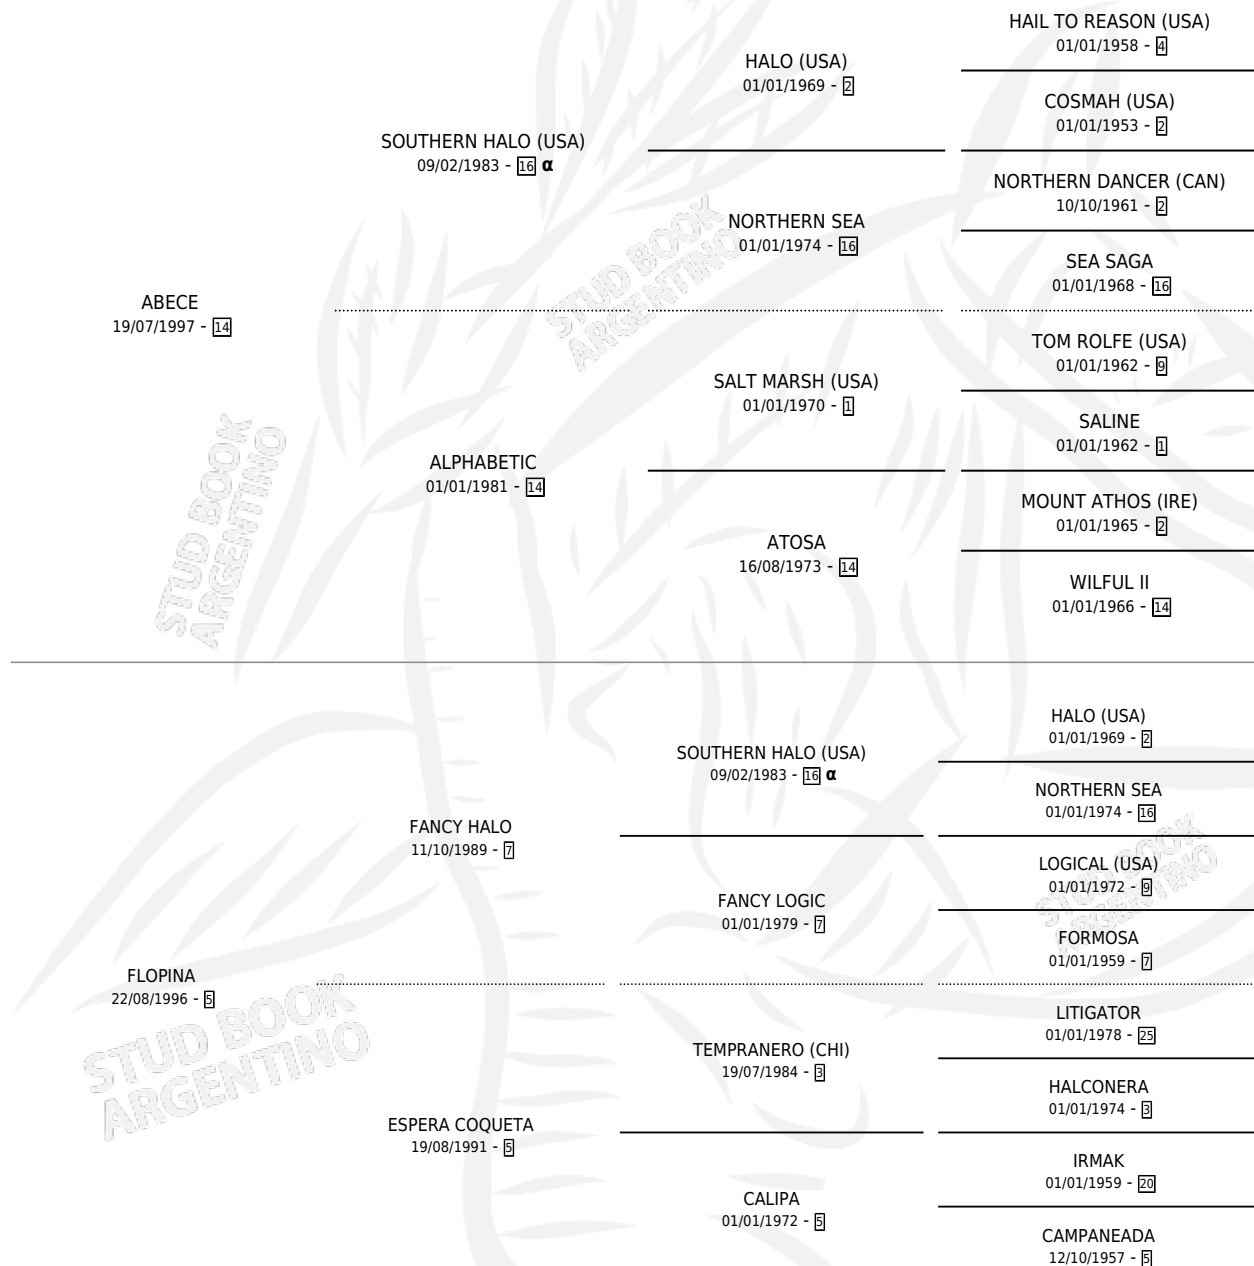 HAIL TO REASON (USA)
01/01/1958 - 4
HALO (USA)
01/01/1969 - 2
COSMAH (USA)
01/01/1953 - 2
SOUTHERN HALO (USA)
09/02/1983 - 16 α
NORTHERN DANCER (CAN)
10/10/1961 - 2
NORTHERN SEA
01/01/1974 - 16
SEA SAGA
01/01/1968 - 16
ABECE
19/07/1997 - 14
TOM ROLFE (USA)
01/01/1962 - 9
SALT MARSH (USA)
01/01/1970 - 1
SALINE
01/01/1962 - 1
ALPHABETIC
01/01/1981 - 14
MOUNT ATHOS (IRE)
01/01/1965 - 2
ATOSA
16/08/1973 - 14
WILFUL II
01/01/1966 - 14
HALO (USA)
01/01/1969 - 2
SOUTHERN HALO (USA)
09/02/1983 - 16 α
NORTHERN SEA
01/01/1974 - 16
FANCY HALO
11/10/1989 - 7
LOGICAL (USA)
01/01/1972 - 9
FANCY LOGIC
01/01/1979 - 7
FORMOSA
01/01/1959 - 7
FLOPINA
22/08/1996 - 5
LITIGATOR
01/01/1978 - 25
TEMPRANERO (CHI)
19/07/1984 - 3
HALCONERA
01/01/1974 - 3
ESPERA COQUETA
19/08/1991 - 5
IRMAK
01/01/1959 - 20
CALIPA
01/01/1972 - 5
CAMPANEADA
12/10/1957 - 5
STUD BOOK
ARGENTINO
STUD BOOK
ARGENTINO
STUD BOOK
ARGENTINO
STUD BOOK
ARGENTINO